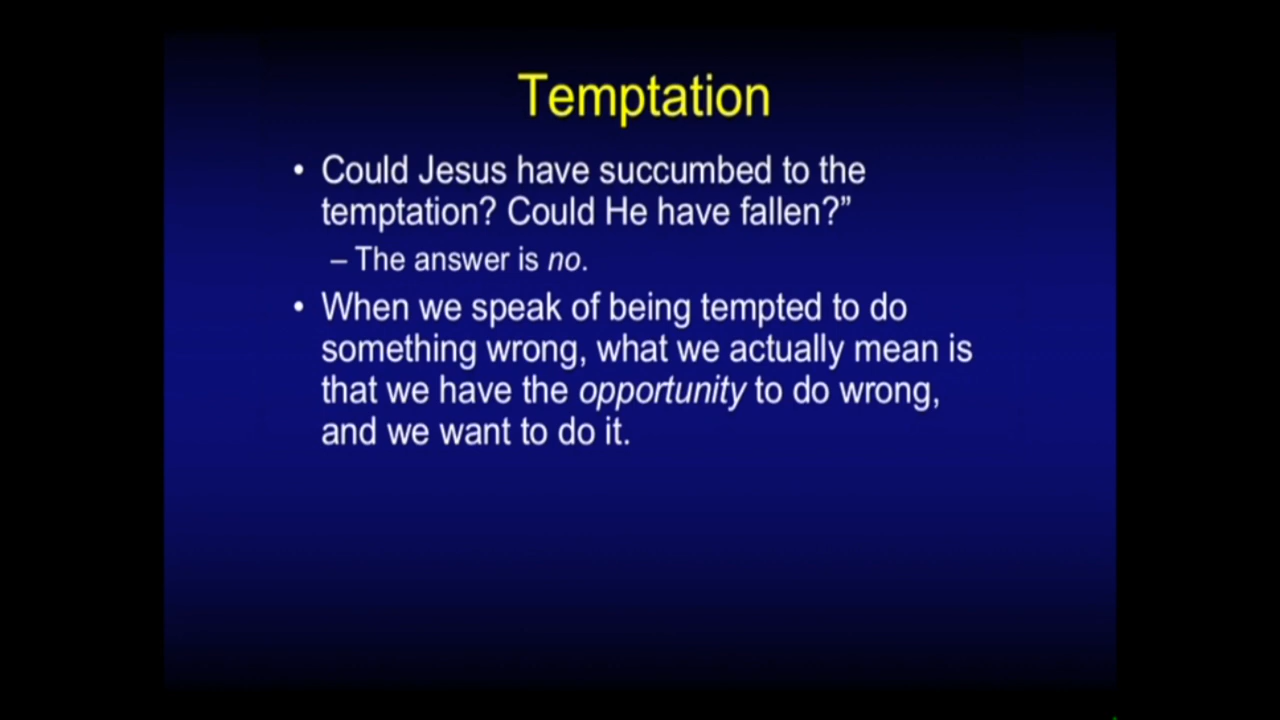 Temptation
• Could Jesus have succumbed to the
temptation? Could He have fallen?”
– The answer is no.
• When we speak of being tempted to do
something wrong, what we actually mean is
that we have the opportunity to do wrong,
and we want to do it.